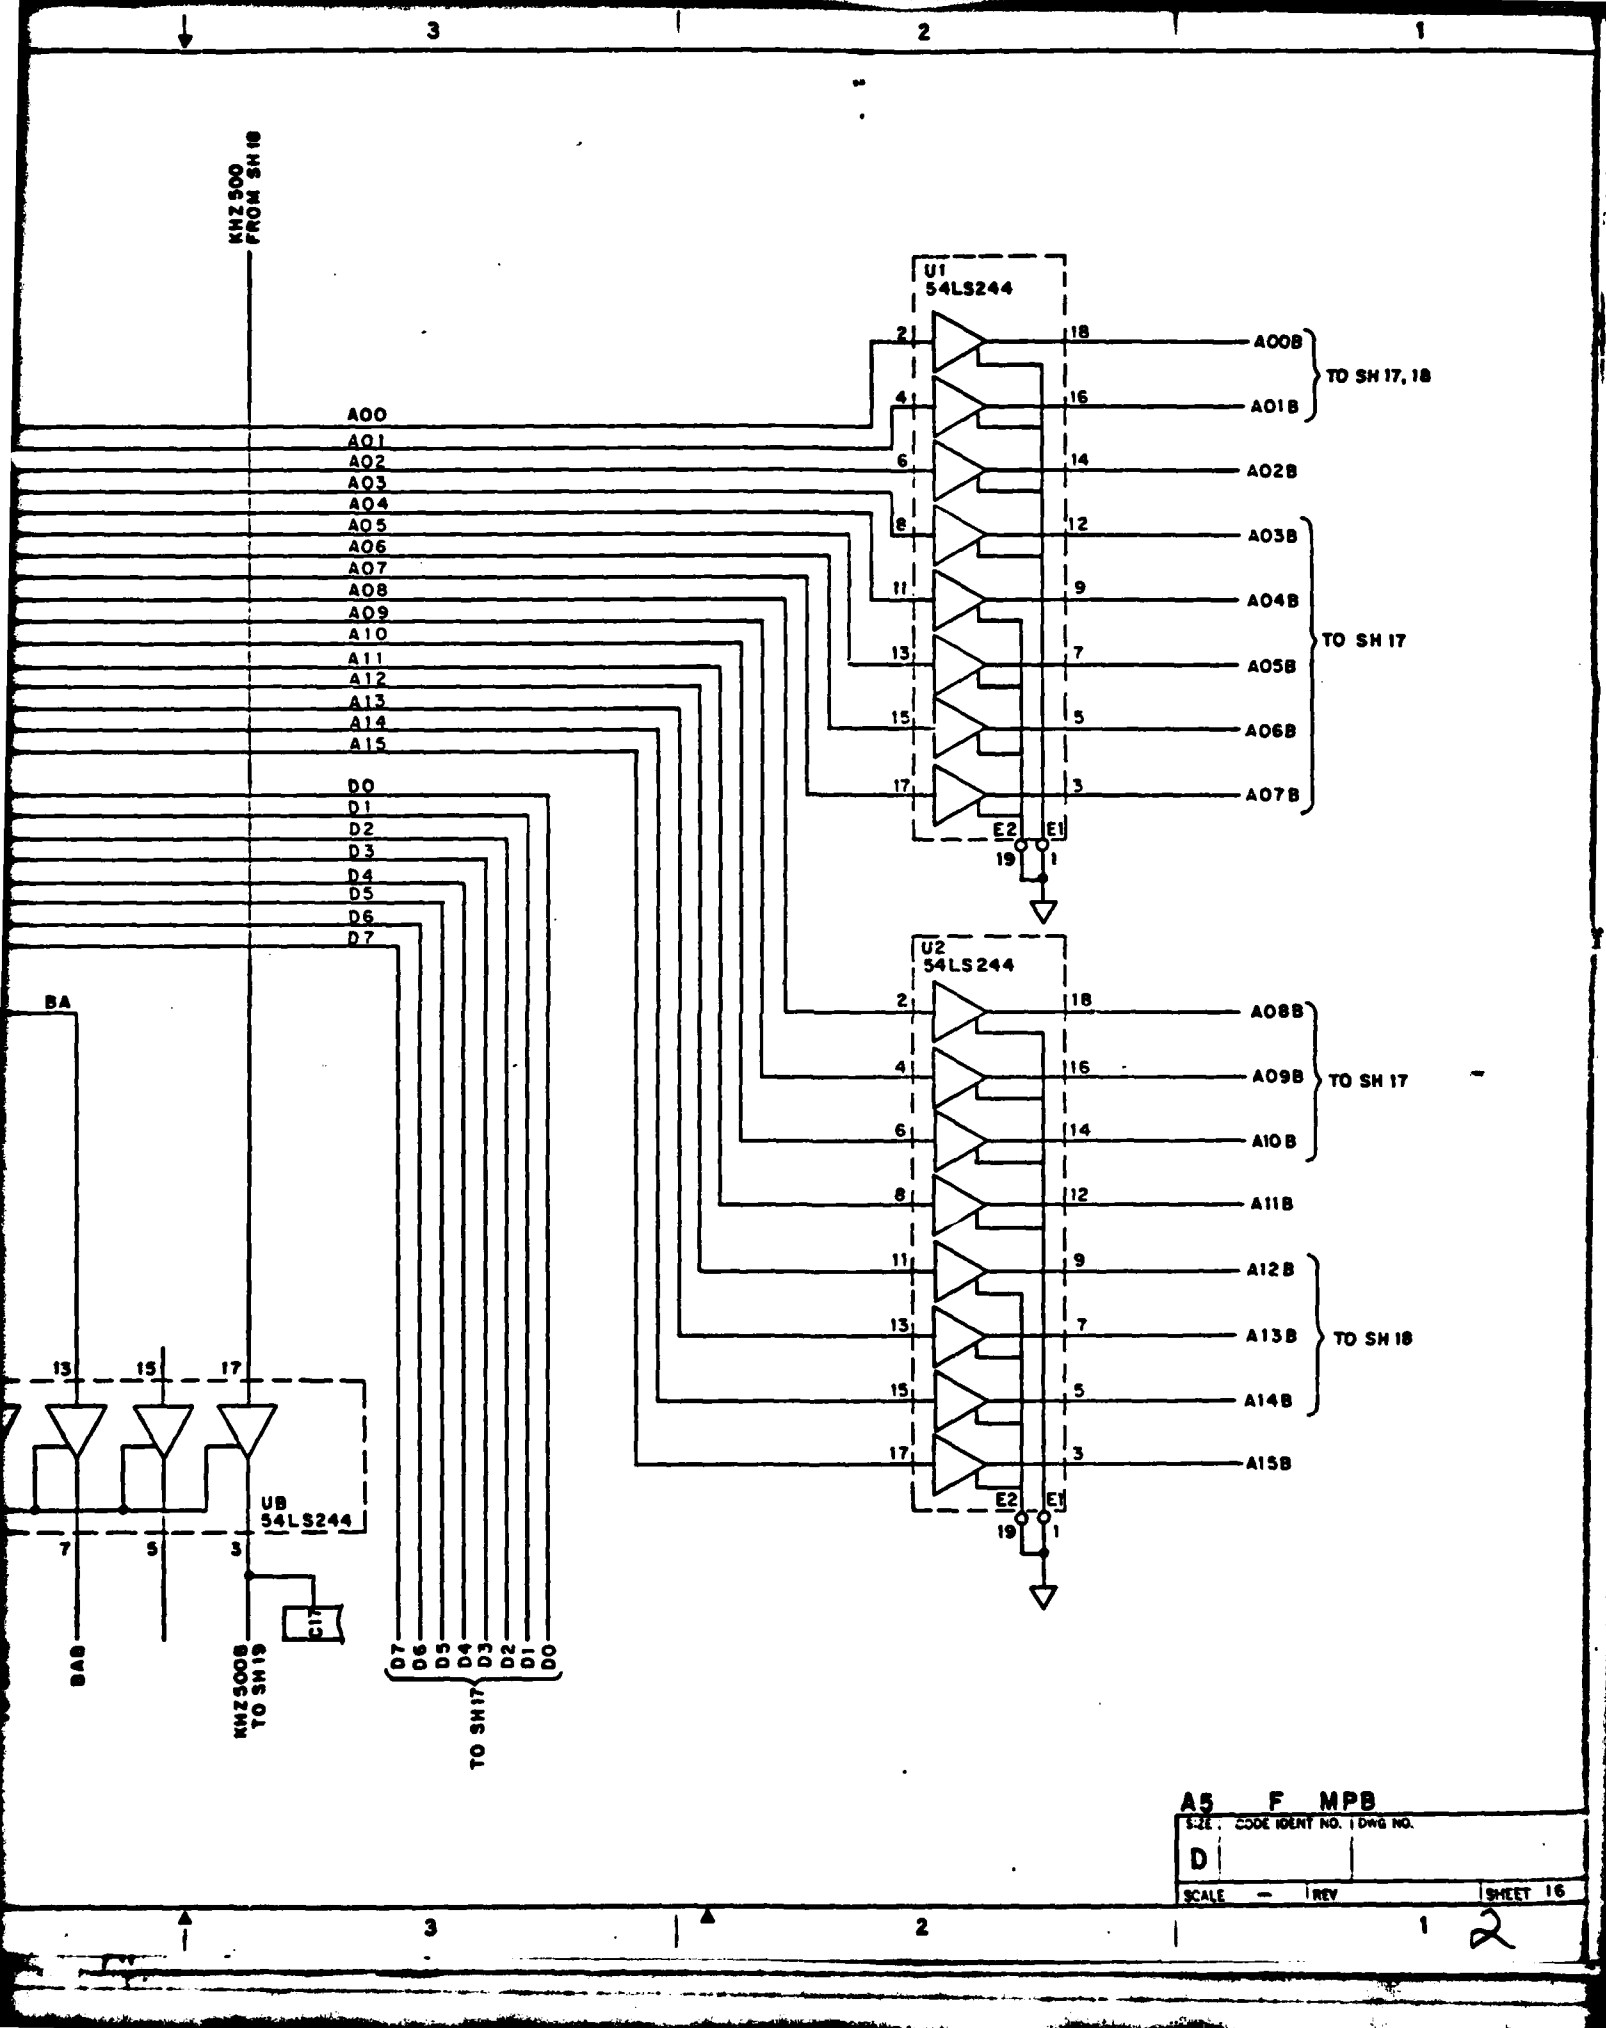 3 2 1
KHZ500
FROM SH 18
U1
54LS244
2 18 A00B
4 16 A01B
TO SH 17, 18
6 14 A02B
8 12 A03B
11 9 A04B
13 7 A05B
15 5 A06B
17 3 A07B
TO SH 17
E2 E1
19 1
A00
A01
A02
A03
A04
A05
A06
A07
A08
A09
A10
A11
A12
A13
A14
A15
D0
D1
D2
D3
D4
D5
D6
D7
BA
U2
54LS244
2 18 A08B
4 16 A09B
6 14 A10B
TO SH 17
8 12 A11B
11 9 A12B
13 7 A13B
15 5 A14B
TO SH 18
17 3 A15B
E2 E1
19 1
13 15 17
U8
54LS244
7 5 3
C17
BAB
KHZ500B
TO SH 19
D7 D6 D5 D4 D3 D2 D1 D0
TO SH 17
A5 F MPB
SIZE CODE IDENT NO. DWG NO.
D
SCALE — REV SHEET 16
3 2 1
2